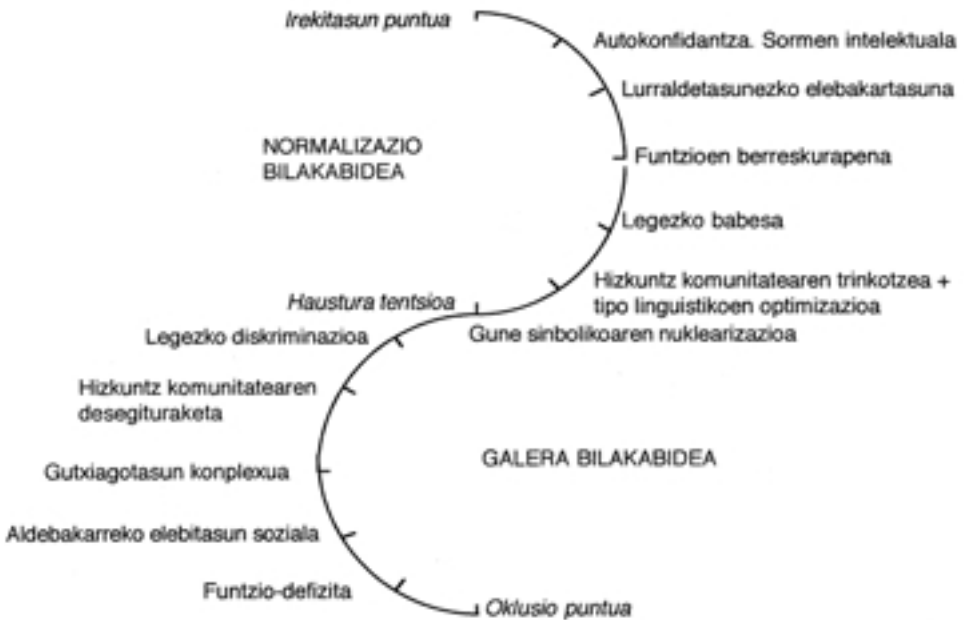 Irekitasun puntua
Autokonfidantza. Sormen intelektuala
Lurraldetasunezko elebakartasuna
NORMALIZAZIO
BILAKABIDEA
Funtzioen berreskurapena
Legezko babesa
Hizkuntz komunitatearen trinkotzea +
tipo linguistikoen optimizazioa
Haustura tentsioa
Gune sinbolikoaren nuklearizazioa
Legezko diskriminazioa
Hizkuntz komunitatearen
desegituraketa
GALERA BILAKABIDEA
Gutxiagotasun konplexua
Aldebakarreko elebitasun soziala
Funtzio-defizita
Oklusio puntua